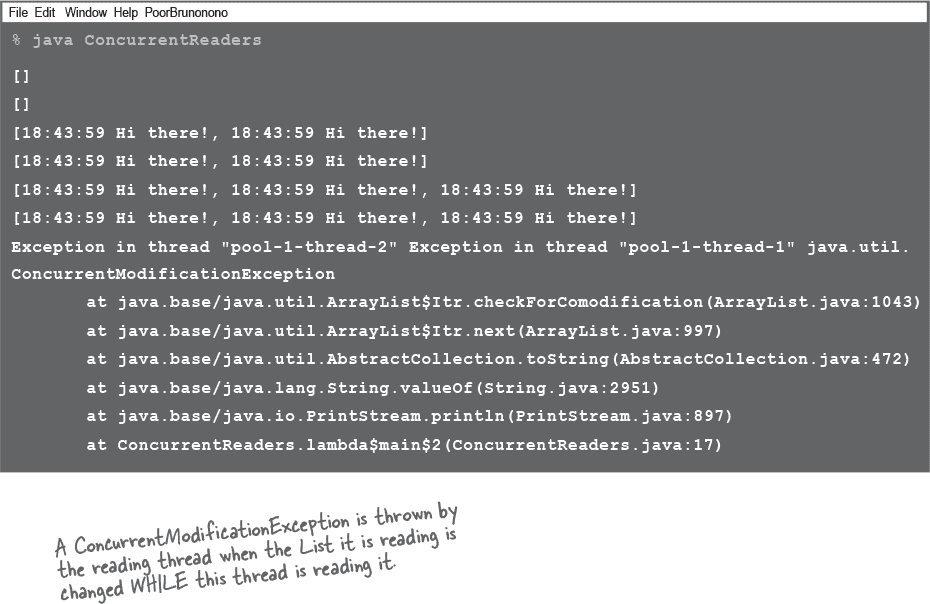 File Edit Window Help PoorBrunonono
% java ConcurrentReaders
[]
[]
[18:43:59 Hi there!, 18:43:59 Hi there!]
[18:43:59 Hi there!, 18:43:59 Hi there!]
[18:43:59 Hi there!, 18:43:59 Hi there!, 18:43:59 Hi there!]
[18:43:59 Hi there!, 18:43:59 Hi there!, 18:43:59 Hi there!]
Exception in thread "pool-1-thread-2" Exception in thread "pool-1-thread-1" java.util.
ConcurrentModificationException
at java.base/java.util.ArrayList$Itr.checkForComodification(ArrayList.java:1043)
at java.base/java.util.ArrayList$Itr.next(ArrayList.java:997)
at java.base/java.util.AbstractCollection.toString(AbstractCollection.java:472)
at java.base/java.lang.String.valueOf(String.java:2951)
at java.base/java.io.PrintStream.println(PrintStream.java:897)
at ConcurrentReaders.lambda$main$2(ConcurrentReaders.java:17)
A ConcurrentModificationException is thrown by
the reading thread when the List it is reading is
changed WHILE this thread is reading it.